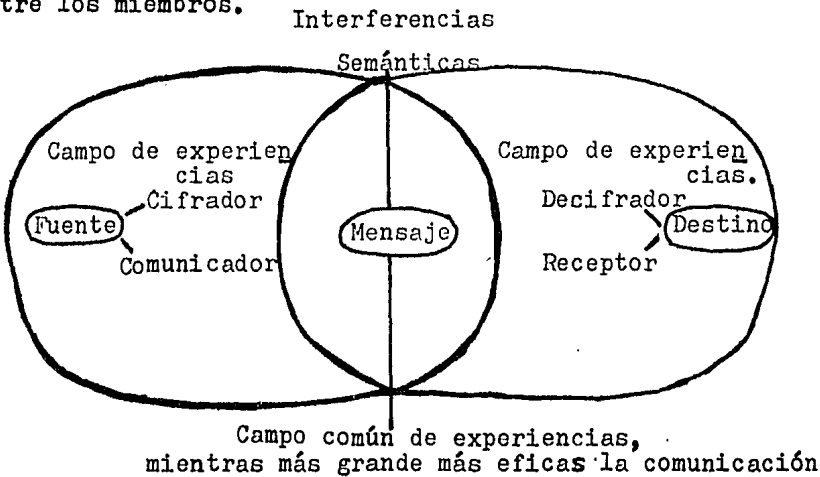 tre los miembros.
Interferencias
Semánticas
Campo de experien
cias
Cifrador
Fuente
Comunicador
Mensaje
Campo de experien
cias.
Decifrador
Destino
Receptor
Campo común de experiencias,
mientras más grande más eficas la comunicación